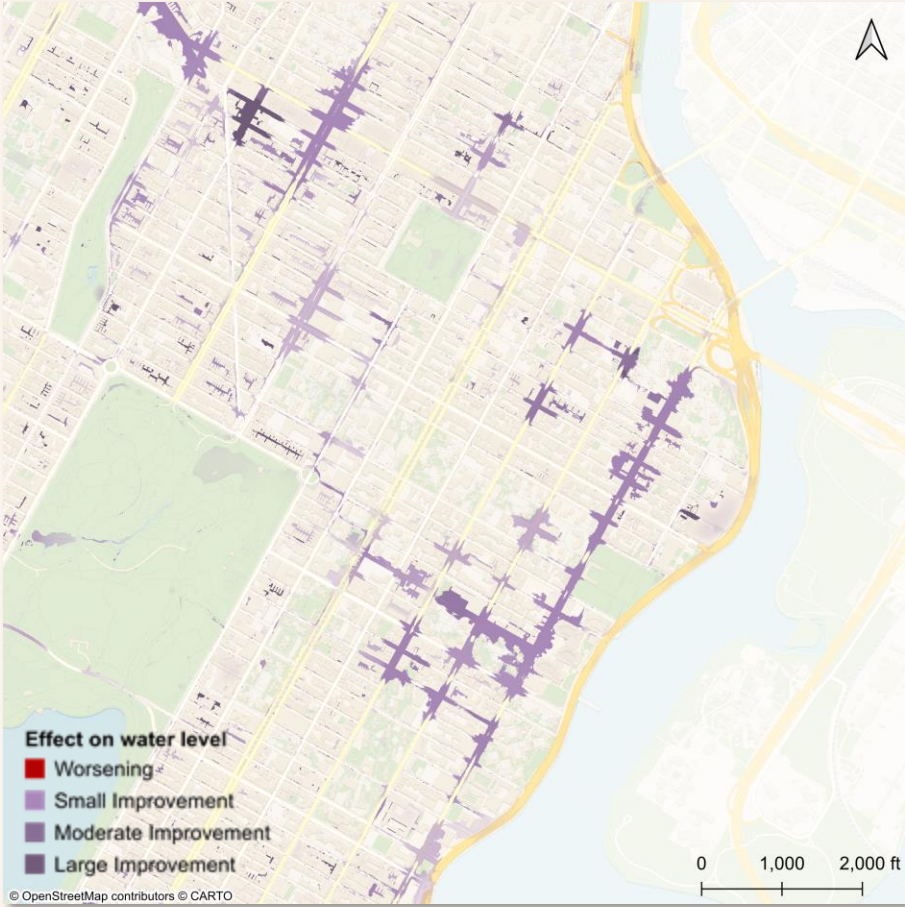 Effect on water level
Worsening
Small Improvement
Moderate Improvement
Large Improvement
0 1,000 2,000 ft
© OpenStreetMap contributors © CARTO